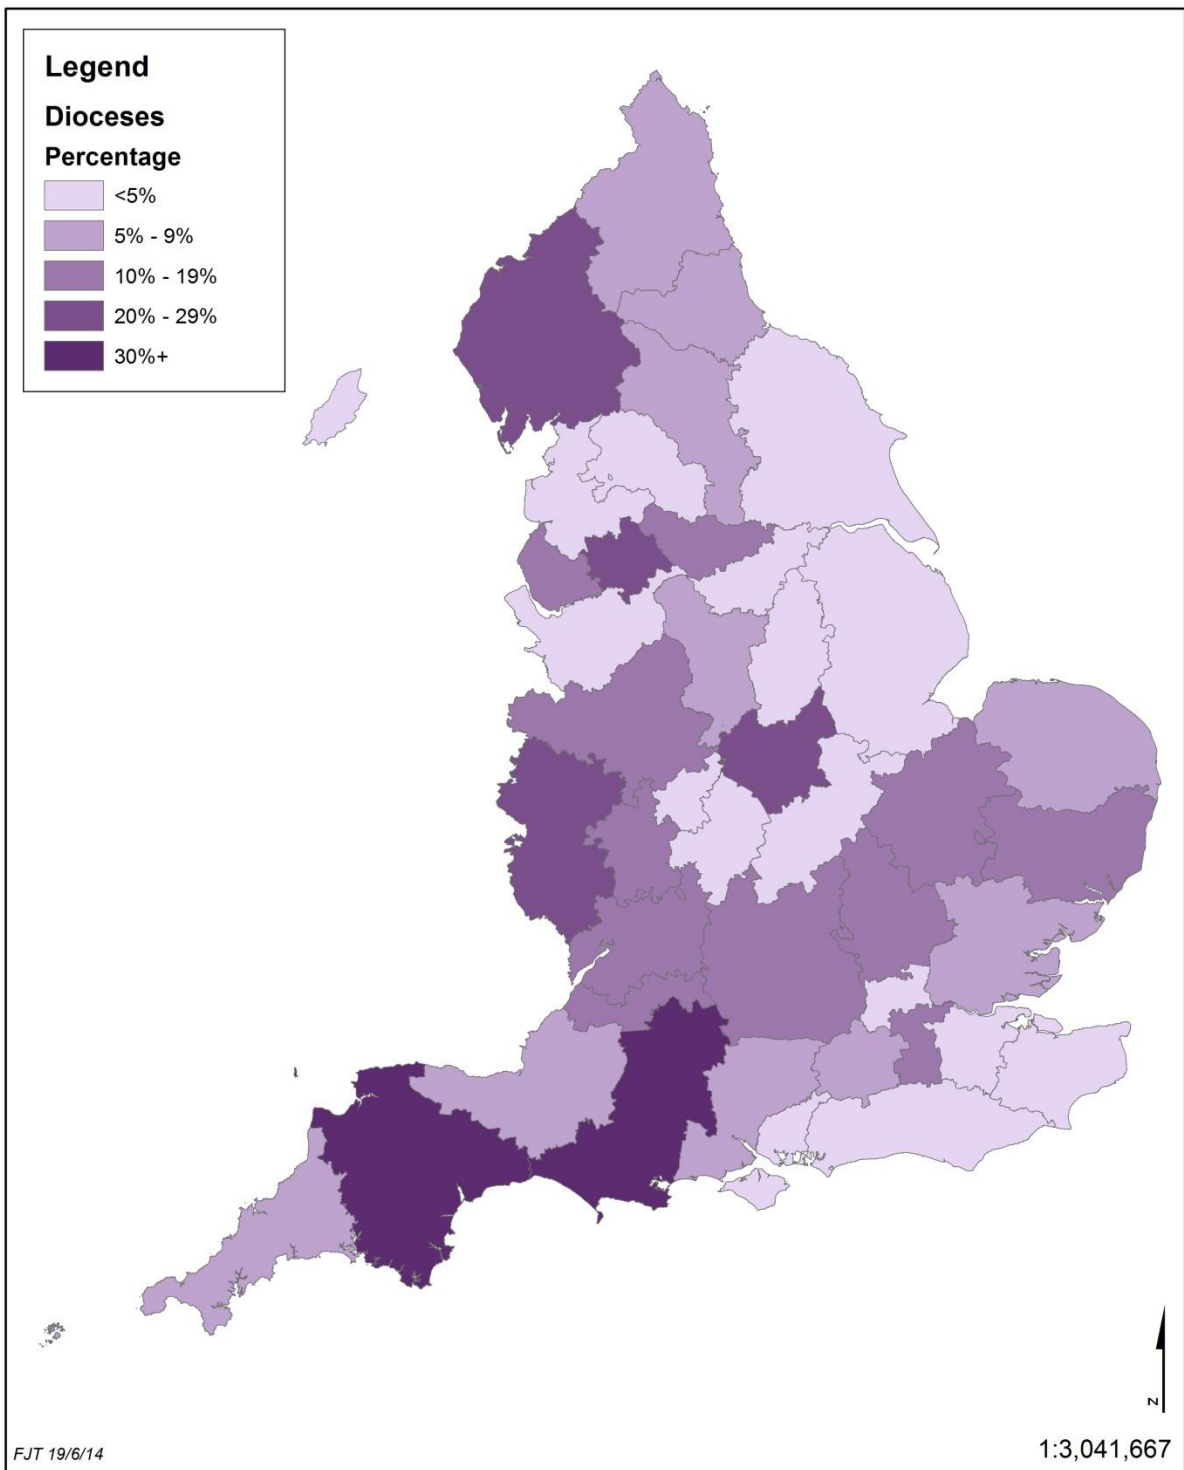 Legend
Dioceses
Percentage
<5%
5% - 9%
10% - 19%
20% - 29%
30%+
N
FJT 19/6/14
1:3,041,667